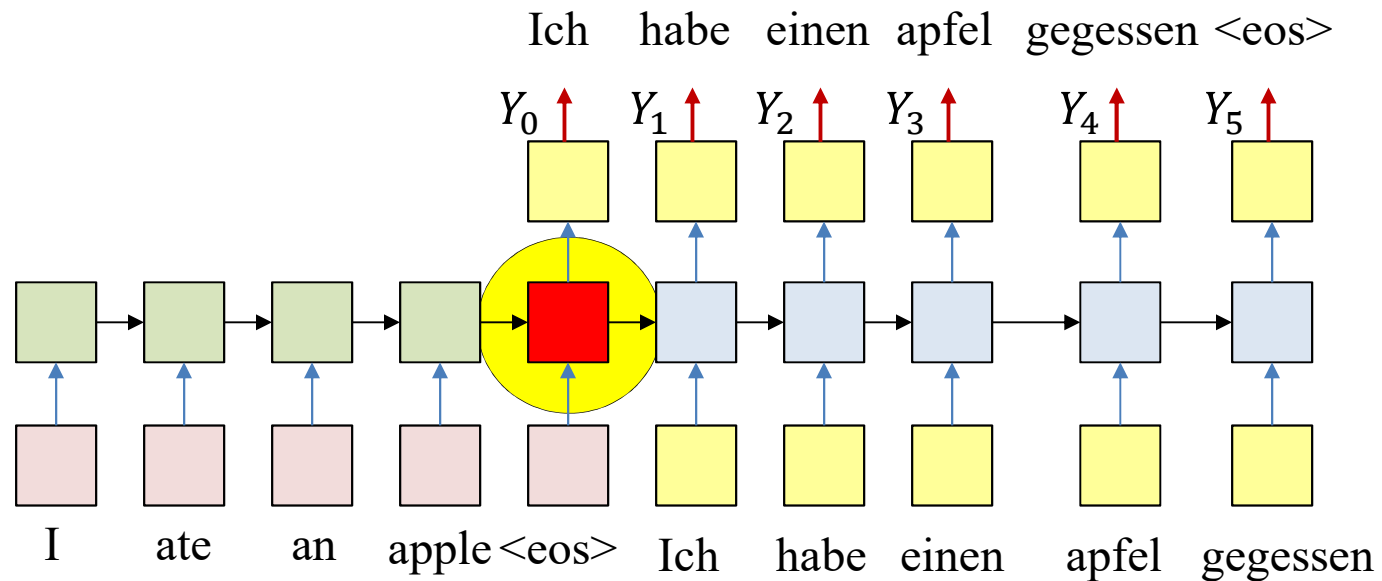 Ich habe einen apfel gegessen <eos>
Y₀ Y₁ Y₂ Y₃ Y₄ Y₅
I ate an apple <eos> Ich habe einen apfel gegessen